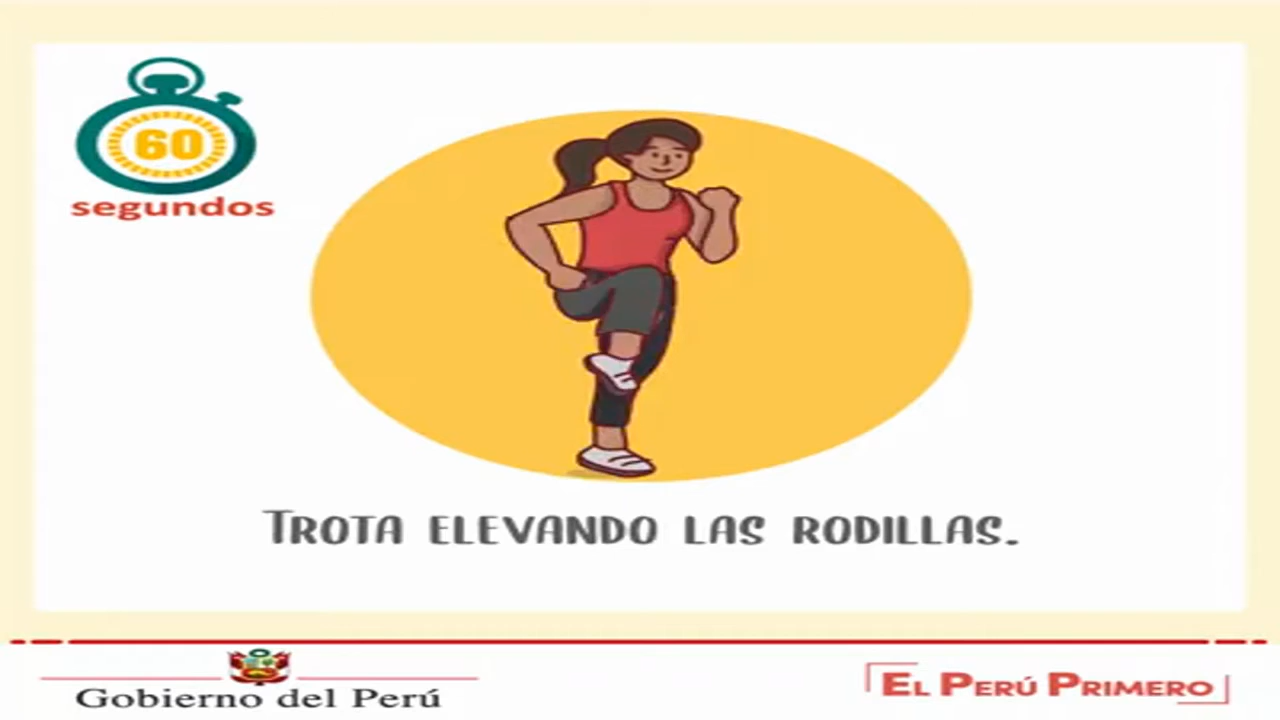 60
segundos
TROTA ELEVANDO LAS RODILLAS.
Gobierno del Perú
EL PERÚ PRIMERO